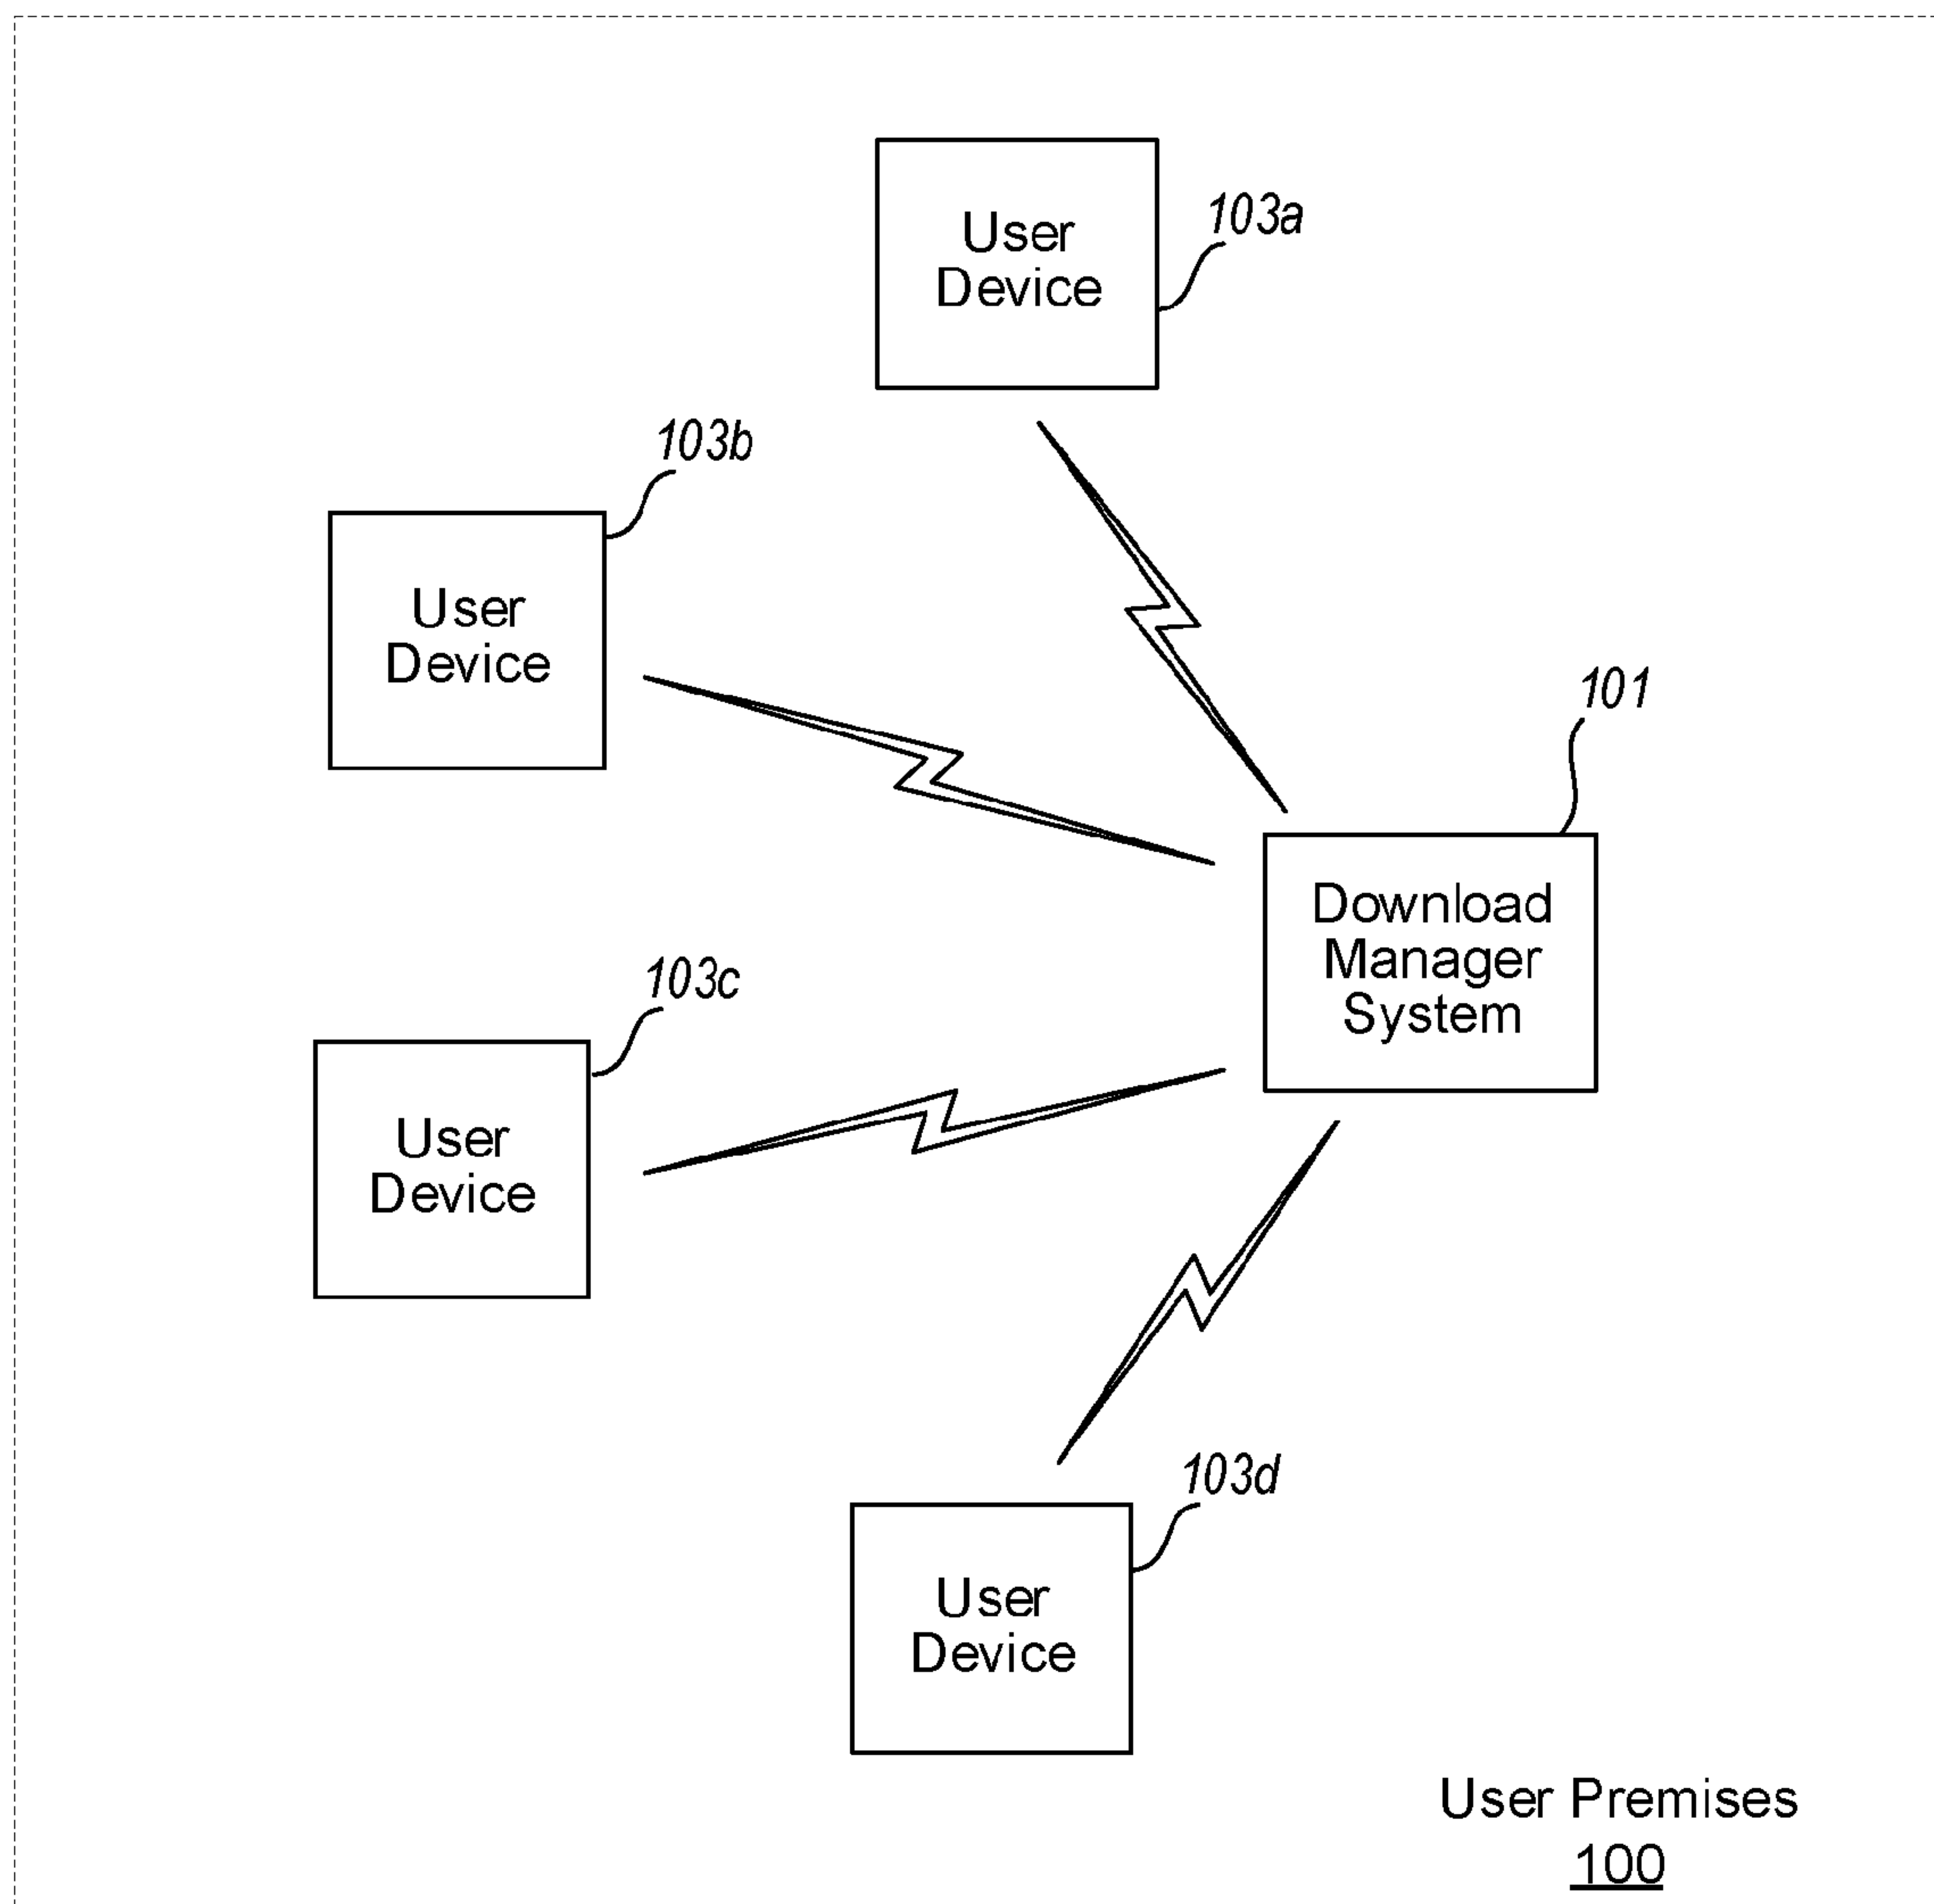 103a
User
Device
103b
User
Device
101
Download
Manager
System
103c
User
Device
103d
User
Device
User Premises
100